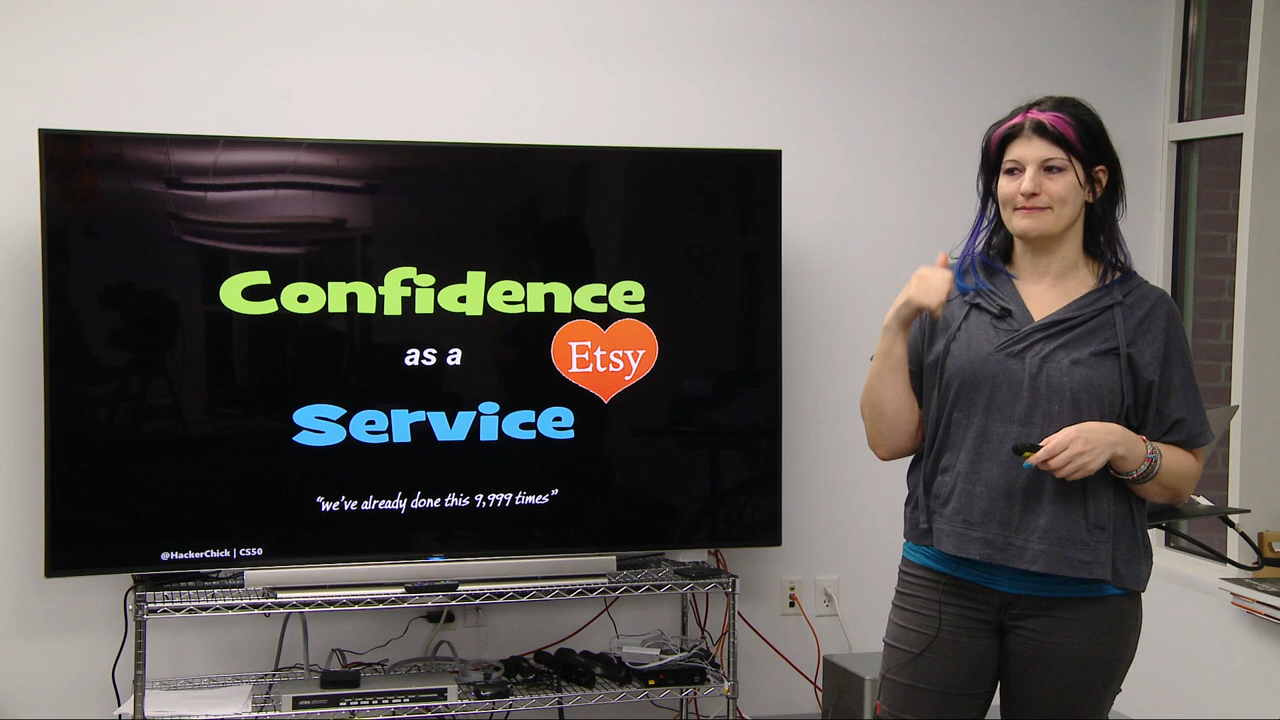 Confidence
as a
Etsy
Service
“we've already done this 9,999 times”
@HackerChick | CS50